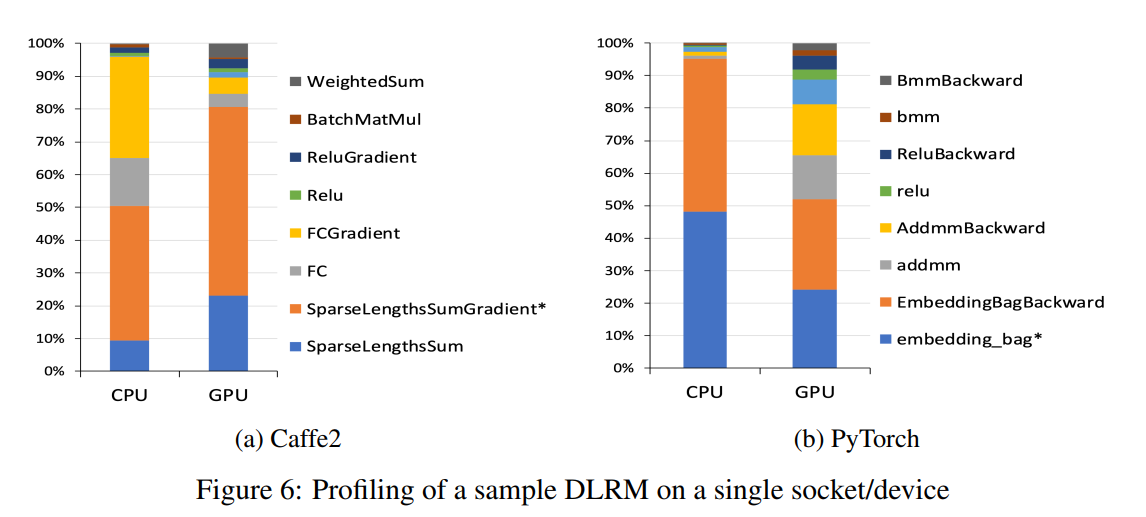 100%
90%
80%
70%
60%
50%
40%
30%
20%
10%
0%
CPU
GPU
WeightedSum
BatchMatMul
ReluGradient
Relu
FCGradient
FC
SparseLengthsSumGradient*
SparseLengthsSum
(a) Caffe2
100%
90%
80%
70%
60%
50%
40%
30%
20%
10%
0%
CPU
GPU
BmmBackward
bmm
ReluBackward
relu
AddmmBackward
addmm
EmbeddingBagBackward
embedding_bag*
(b) PyTorch
Figure 6: Profiling of a sample DLRM on a single socket/device